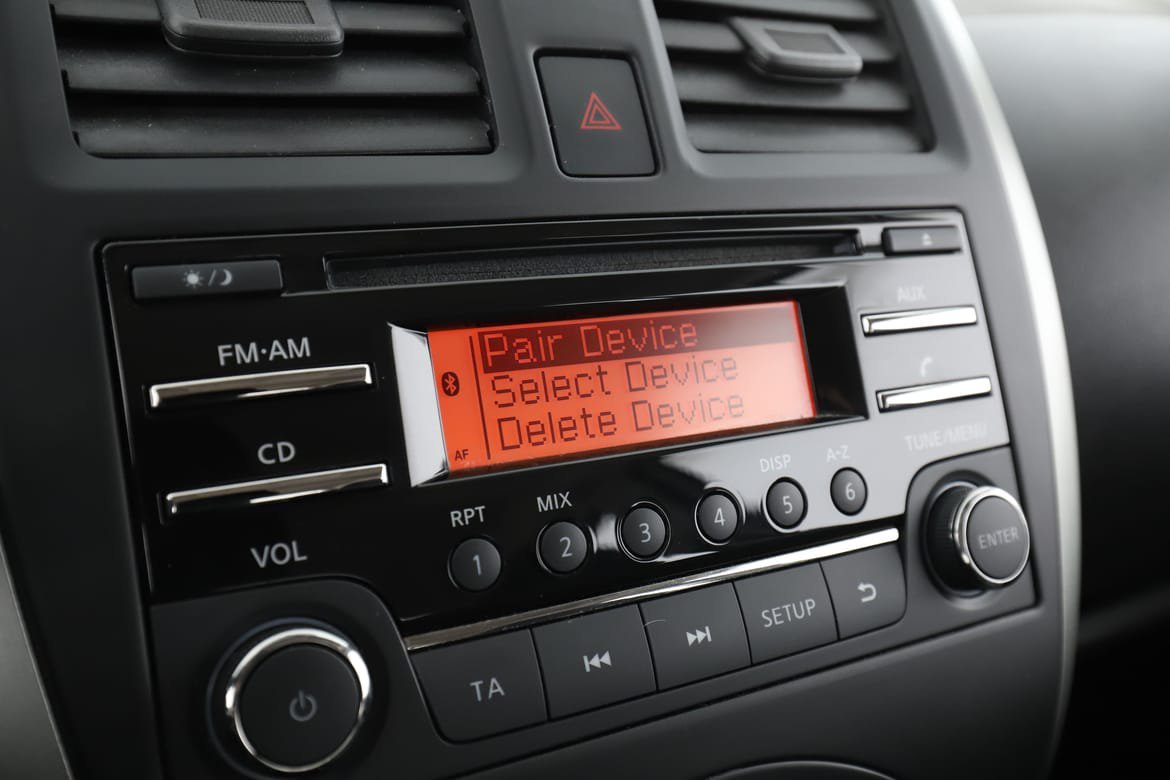 FM·AM
AUX
Pair Device
Select Device
Delete Device
AF
CD
TUNE/MENU
DISP
A-Z
MIX
RPT
1
2
3
4
5
6
VOL
ENTER
SETUP
TA